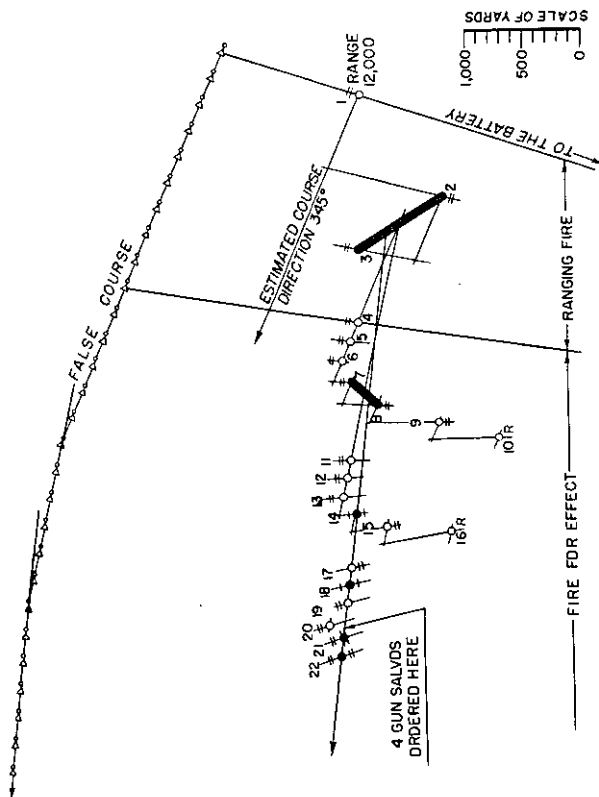 FALSE COURSE
1
RANGE
12,000
ESTIMATED COURSE
DIRECTION 345°
TO THE BATTERY
2
3
4
5
6
7
8
9
10R
11
12
13
14
15
16R
17
18
19
20
21
22
4 GUN SALVOS
ORDERED HERE
RANGING FIRE
FIRE FOR EFFECT
1,000
500
0
SCALE OF YARDS